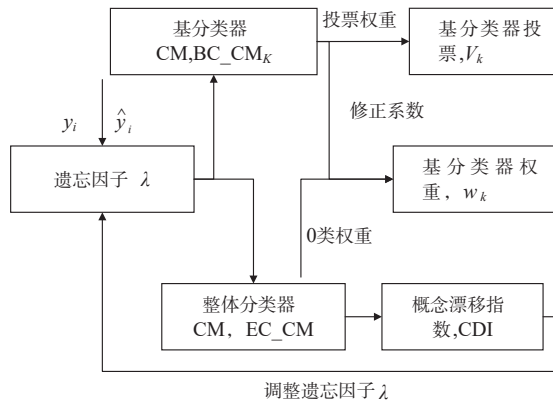 基分类器
CM,BC_CM_K
投票权重
基分类器投
票,V_k
y_i ŷ_i
修正系数
遗忘因子 λ
基分类器权
重，w_k
0类权重
整体分类器
CM，EC_CM
概念漂移指
数,CDI
调整遗忘因子λ